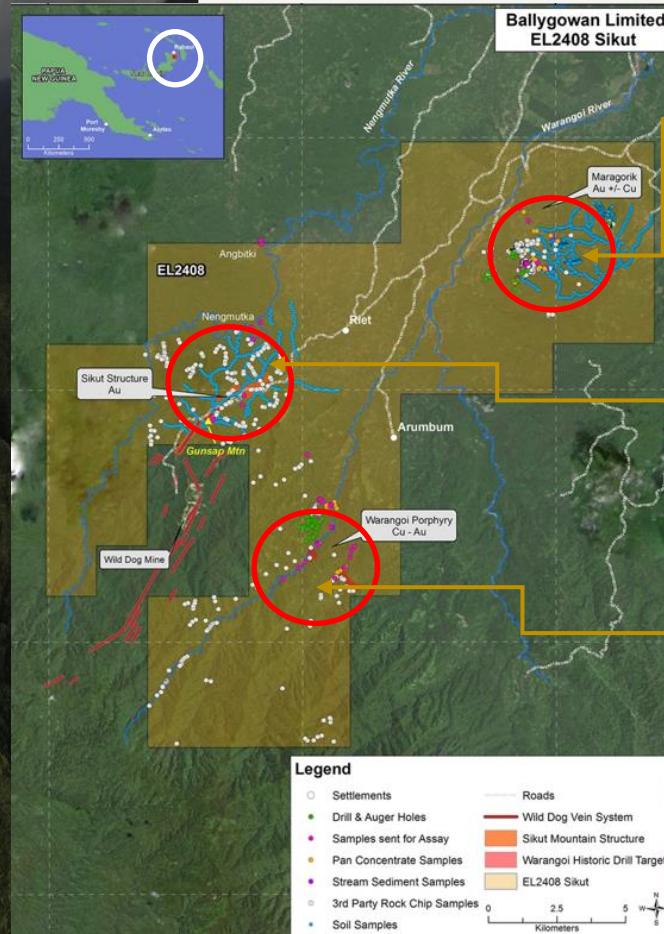 Ballygowan Limited
EL2408 Sikut
Rabaul
PAPUA
NEW GUINEA
Port
Moresby
Alotau
0 250 500
Kilometers
Nengmutka River
Warangoi River
Maragorik
Au +/- Cu
Angbitki
EL2408
Nengmutka
Riet
Sikut Structure
Au
Arumbum
Gunsap Mtn
Warangoi Porphyry
Cu - Au
Wild Dog Mine
Legend
Settlements
Drill & Auger Holes
Samples sent for Assay
Pan Concentrate Samples
Stream Sediment Samples
3rd Party Rock Chip Samples
Soil Samples
Roads
Wild Dog Vein System
Sikut Mountain Structure
Warangoi Historic Drill Target
EL2408 Sikut
0 2.5 5
Kilometers
N
W
E
S